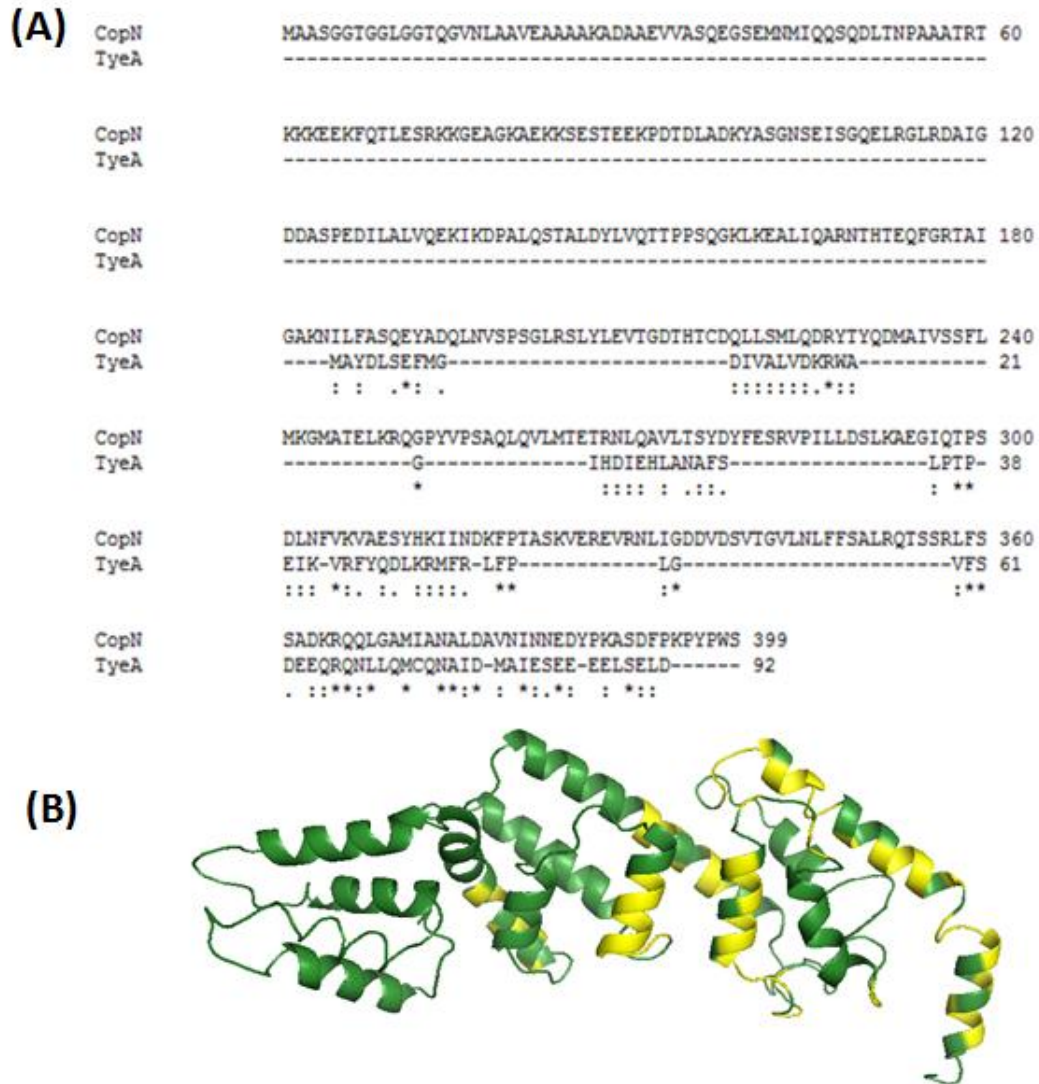 (A)
CopN MAASGGTGGLGGTQGVNLAAVEAAAAKADAAEVVASQEGSEMNMIQQSQDLTNPAAATRT 60
TyeA ------------------------------------------------------------
CopN KKKEEKFQTLESRKKGEAGKAEKKSESTEEKPDTDLADKYASGNSEISGQELRGLRDAIG 120
TyeA ------------------------------------------------------------
CopN DDASPEDILALVQEKIKDPALQSTALDYLVQTTPPSQGKLKEALIQARNTHTEQFGRTAI 180
TyeA ------------------------------------------------------------
CopN GAKNILFASQEYADQLNVSPSGLRSLYLEVTGDTHTCDQLLSMLQDRYTYQDMAIVSSFL 240
TyeA ----MAYDLSEFMG------------------------DIVALVDKRWA----------- 21
: :  .*: .                        :::::::.*::
CopN MKGMATELKRQGPYVPSAQLQVLMTETRNLQAVLTSYDYFESRVPILLDSLKAEGIQTPS 300
TyeA -----------G--------------IHDIEHLANAFS-----------------LPTP- 38
*               :::: : .::.                 : **
CopN DLNFVKVAESYHKIINDKFPTASKVEREVRNLIGDDVDSVTGVLNLFFSALRQTSSRLFS 360
TyeA EIK-VRFYQDLKRMFR-LFP------------LG-----------------------VFS 61
::: *:. :. ::::.  **            :*                       :**
CopN SADKRQQLGAMIANALDAVNINNEDYPKASDFPKPYPWS 399
TyeA DEEQRQNLLQMCQNAID-MAIESEE-EELSELD------ 92
. ::**:*  *  **:* : *:.*:  : *::
(B)